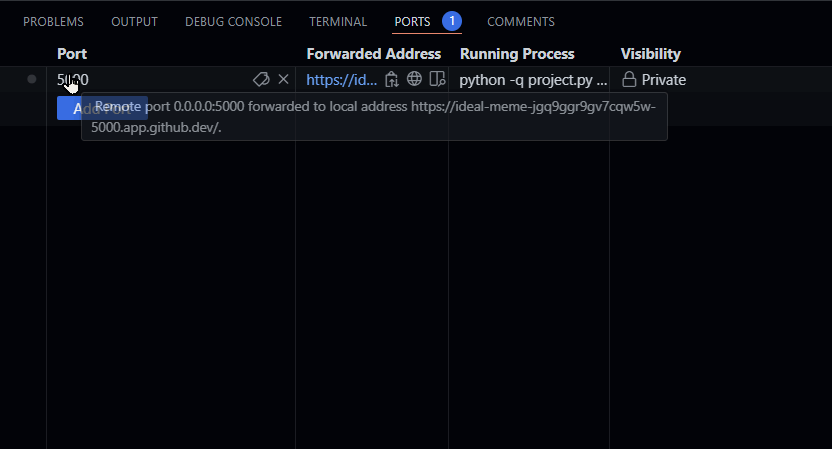 PROBLEMS OUTPUT DEBUG CONSOLE TERMINAL PORTS 1 COMMENTS
Port Forwarded Address Running Process Visibility
5000 https://id... python -q project.py ... Private
Add Port
Remote port 0.0.0.0:5000 forwarded to local address https://ideal-meme-jgq9ggr9gv7cqw5w-
5000.app.github.dev/.